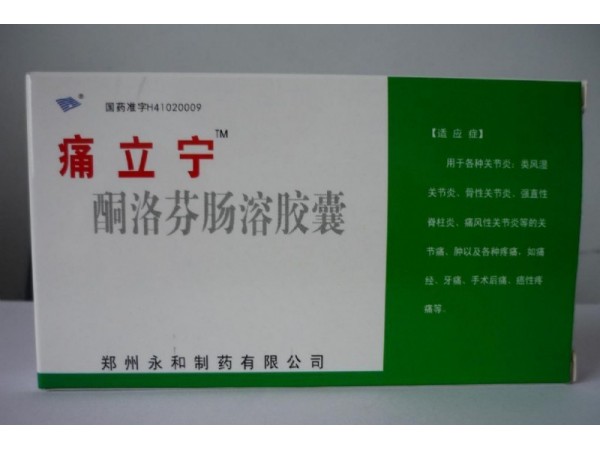 ®
国药准字H41020009
痛立宁™
酮洛芬肠溶胶囊
郑州永和制药有限公司
【适应症】
用于各种关节炎：类风湿
关节炎、骨性关节炎、强直性
脊柱炎、痛风性关节炎等的关
节痛、肿以及各种疼痛、如痛
经、牙痛、手术后痛、癌性疼
痛等.